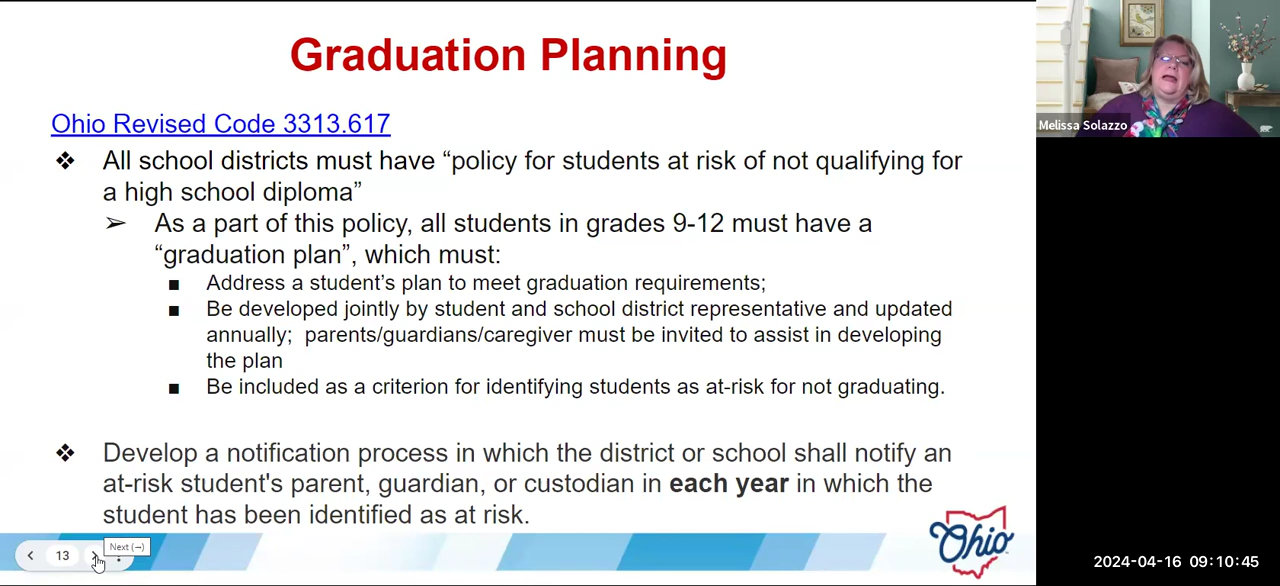 Graduation Planning
Ohio Revised Code 3313.617
❖ All school districts must have “policy for students at risk of not qualifying for
a high school diploma”
➢ As a part of this policy, all students in grades 9-12 must have a
“graduation plan”, which must:
■ Address a student’s plan to meet graduation requirements;
■ Be developed jointly by student and school district representative and updated
annually;  parents/guardians/caregiver must be invited to assist in developing
the plan
■ Be included as a criterion for identifying students as at-risk for not graduating.
❖ Develop a notification process in which the district or school shall notify an
at-risk student's parent, guardian, or custodian in each year in which the
student has been identified as at risk.
Ohio
13
Next (→)
Melissa Solazzo
2024-04-16 09:10:45